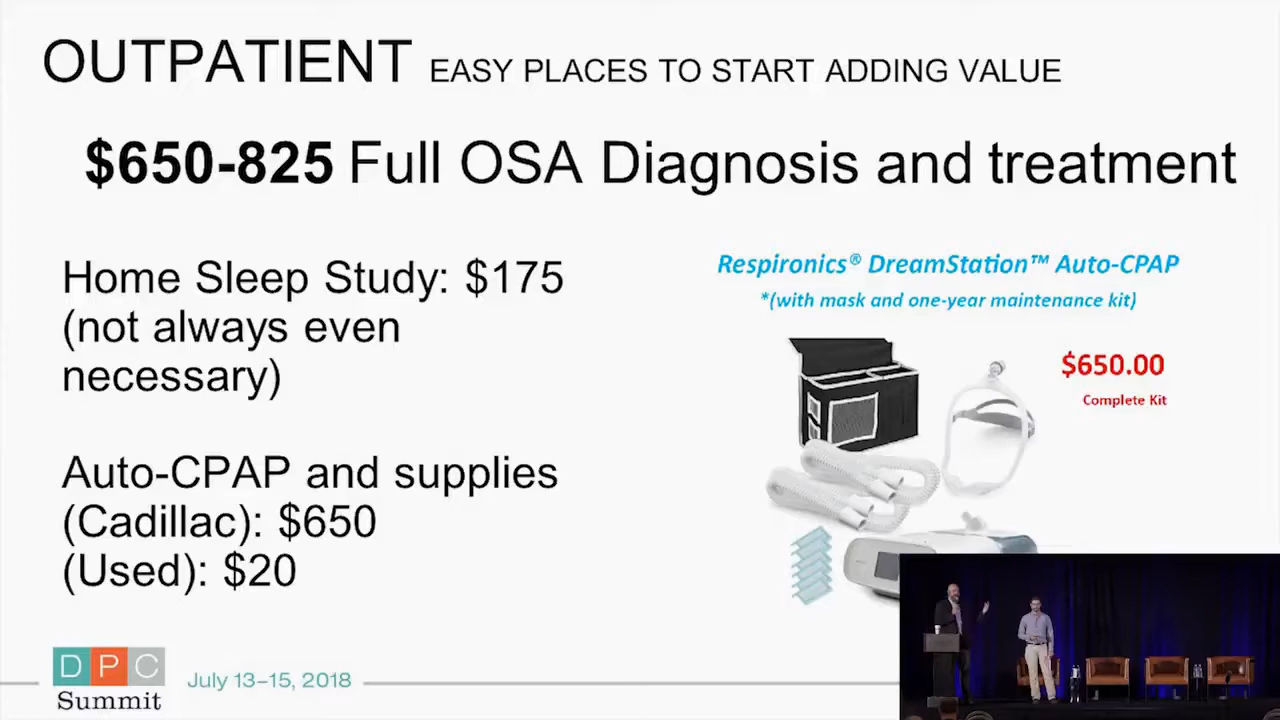 OUTPATIENT EASY PLACES TO START ADDING VALUE
$650-825 Full OSA Diagnosis and treatment
Home Sleep Study: $175
(not always even
necessary)
Auto-CPAP and supplies
(Cadillac): $650
(Used): $20
Respironics® DreamStation™ Auto-CPAP
*(with mask and one-year maintenance kit)
$650.00
Complete Kit
DPC
Summit
July 13–15, 2018